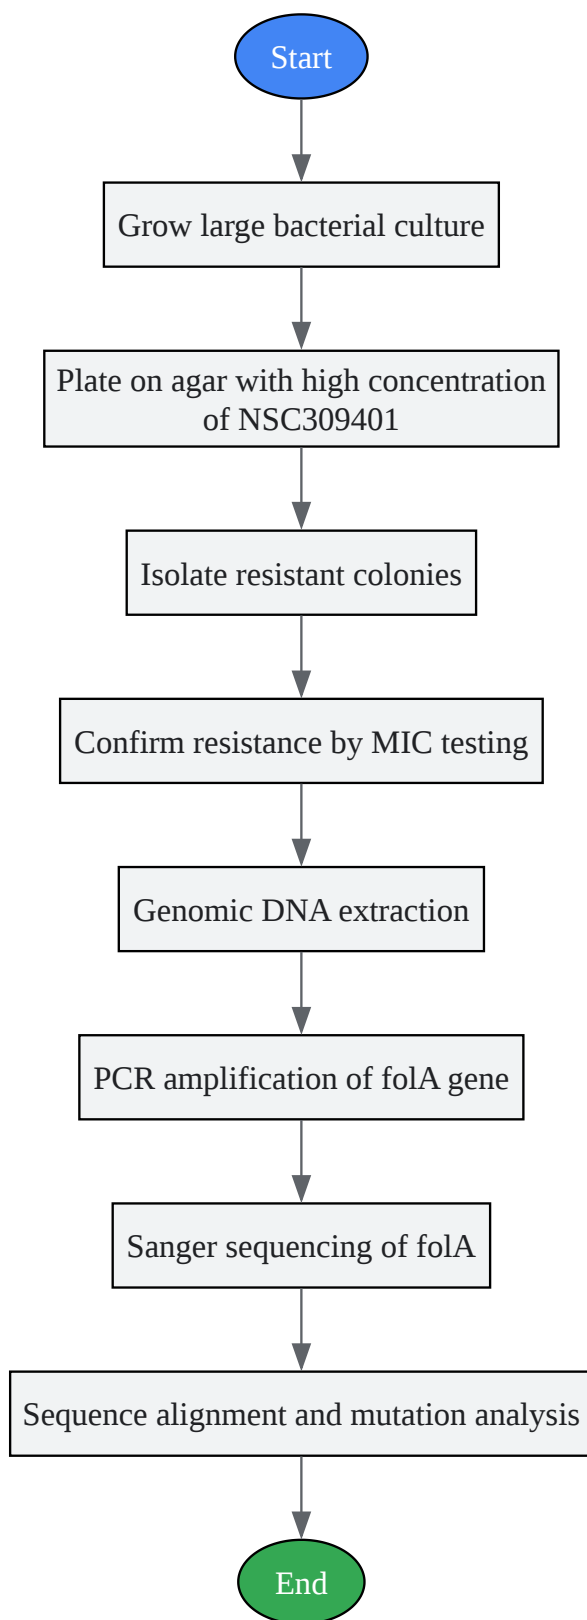 Start
Grow large bacterial culture
Plate on agar with high concentration
of NSC309401
Isolate resistant colonies
Confirm resistance by MIC testing
Genomic DNA extraction
PCR amplification of folA gene
Sanger sequencing of folA
Sequence alignment and mutation analysis
End